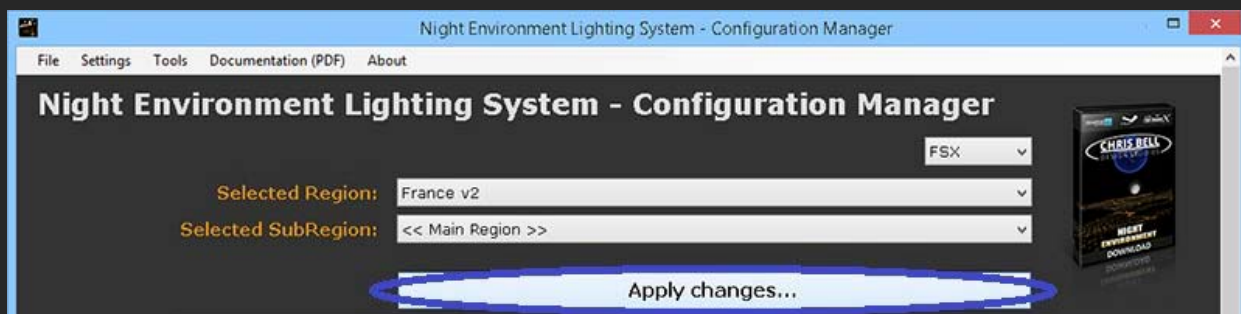 Night Environment Lighting System - Configuration Manager
File Settings Tools Documentation (PDF) About
Night Environment Lighting System - Configuration Manager
FSX
Selected Region: France v2
Selected SubRegion: << Main Region >>
Apply changes...
CHRIS BELL
NIGHT
ENVIRONMENT
DOWNLOAD